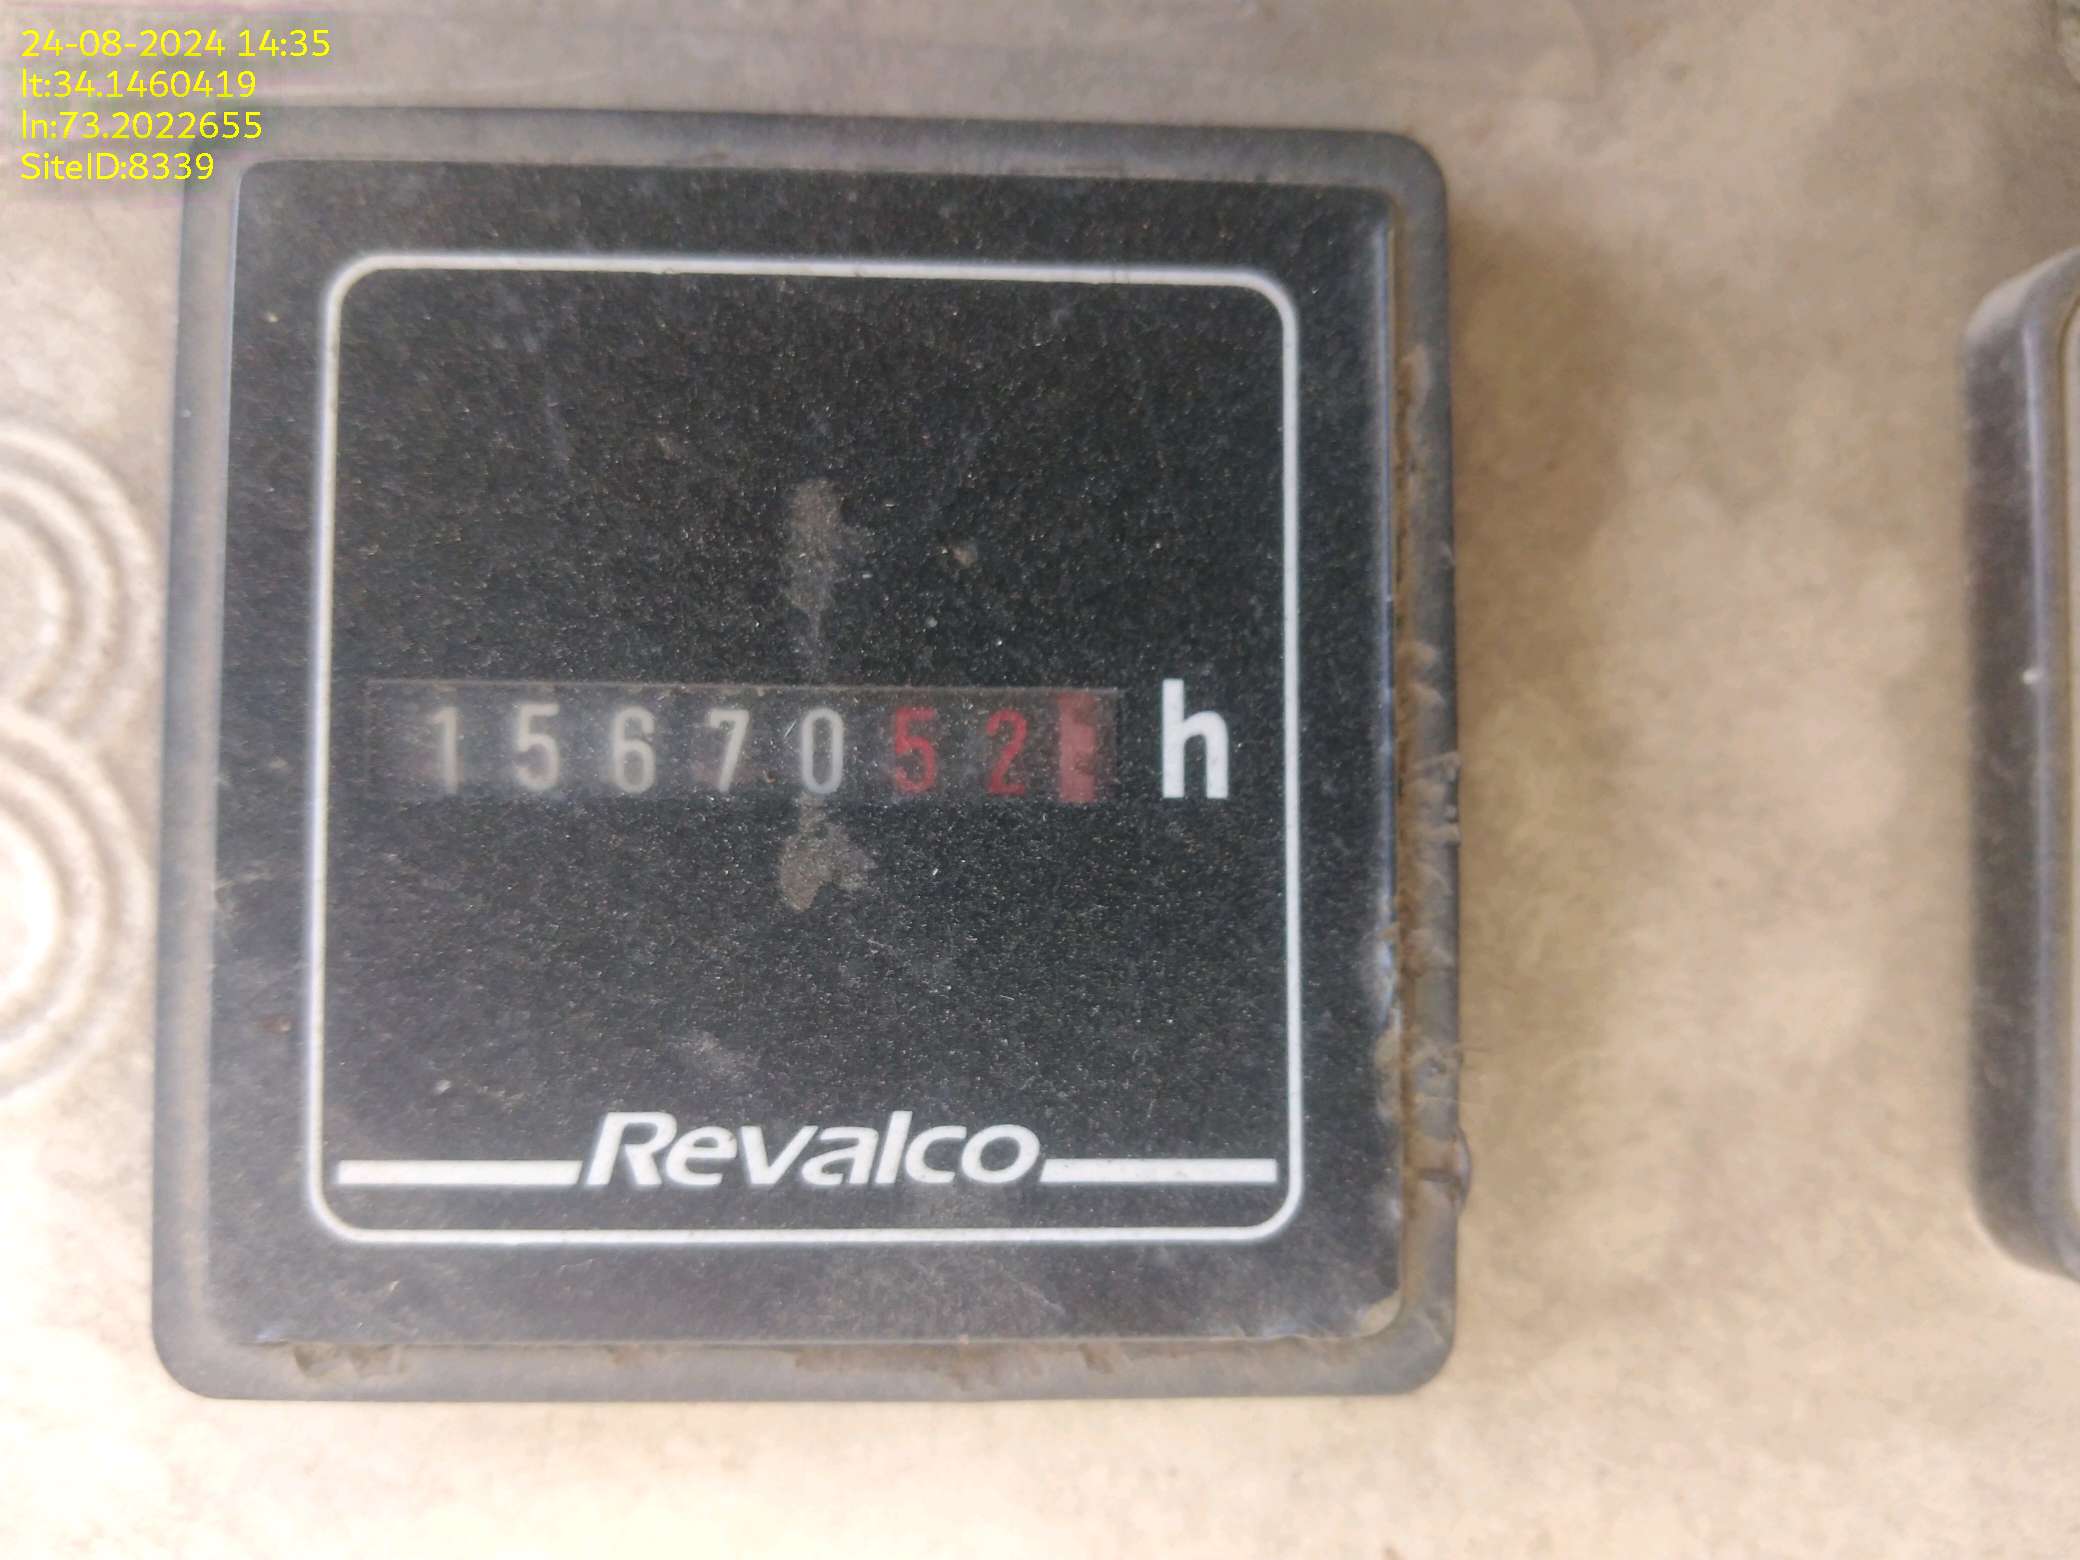 24-08-2024 14:35
lt:34.1460419
ln:73.2022655
SiteID:8339
1567052 h
Revalco